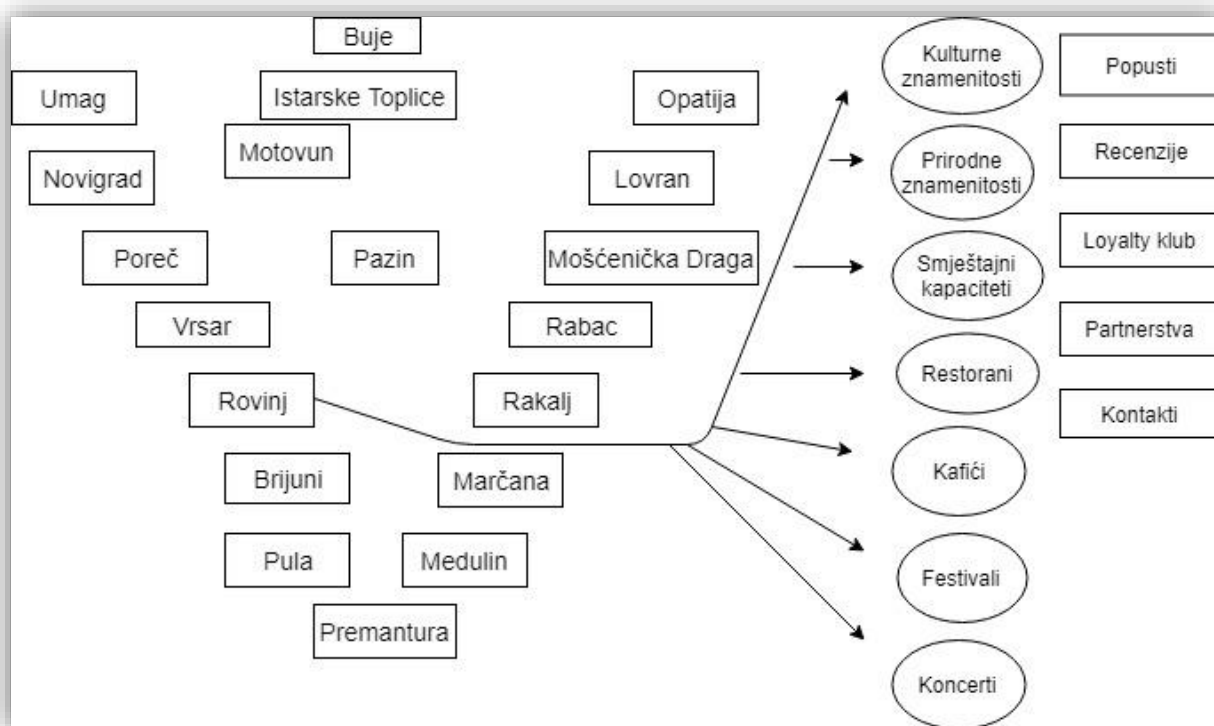 Buje
Umag
Istarske Toplice
Opatija
Motovun
Novigrad
Lovran
Poreč
Pazin
Mošćenička Draga
Vrsar
Rabac
Rovinj
Rakalj
Brijuni
Marčana
Pula
Medulin
Premantura
Kulturne
znamenitosti
Prirodne
znamenitosti
Smještajni
kapaciteti
Restorani
Kafići
Festivali
Koncerti
Popusti
Recenzije
Loyalty klub
Partnerstva
Kontakti